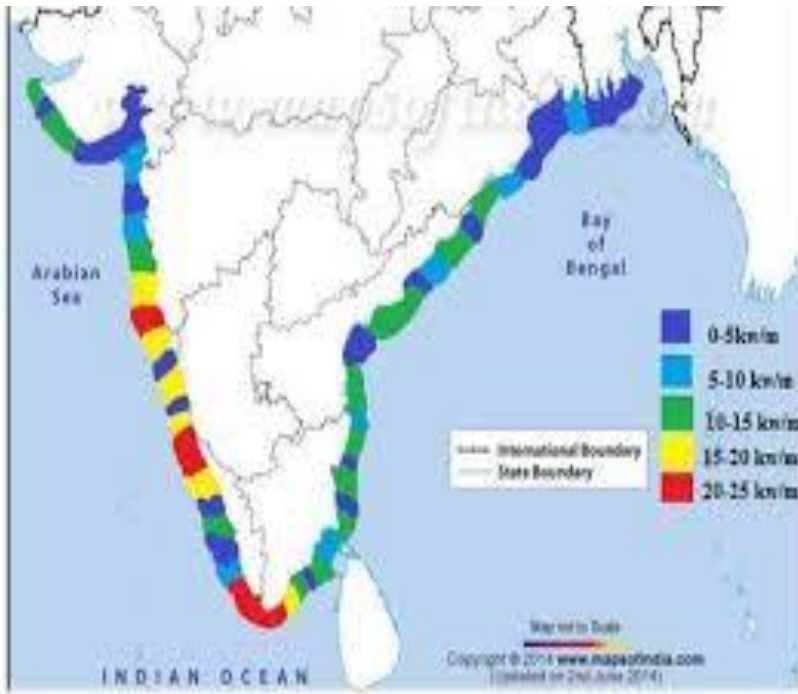 Arabian
Sea
Bay
of
Bengal
0-5kw/m
5-10 kw/m
10-15 kw/m
15-20 kw/m
20-25 kw/m
International Boundary
State Boundary
Map not to Scale
Copyright © 2014 www.mapsofindia.com
(Updated on 2nd June 2014)
INDIAN OCEAN